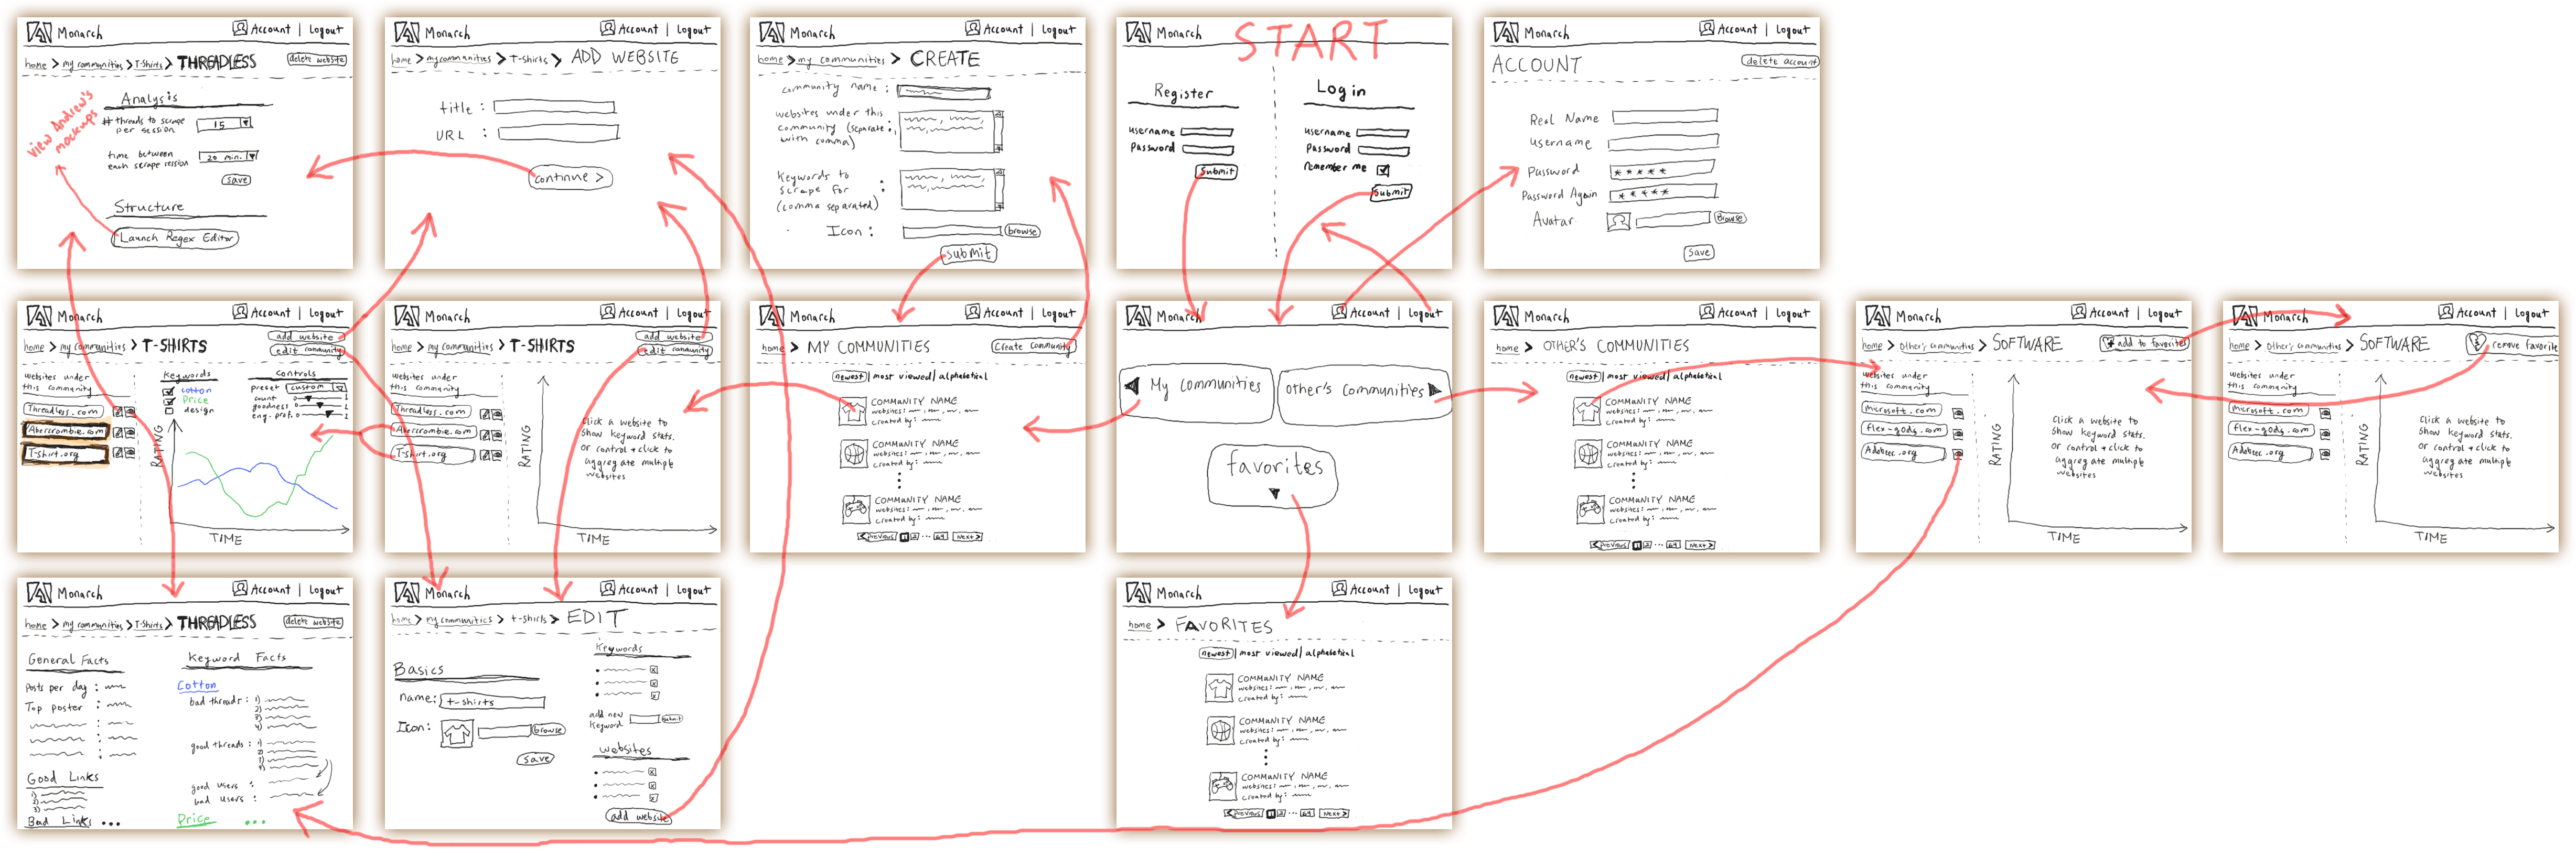 Monarch
Account | Logout
home > my communities > T-Shirts > THREADLESS
delete website
View Andrew's mockups
Analysis
# threads to scrape per session
15
time between each scrape session
20 min.
save
Structure
Launch Regex Editor
Monarch
Account | Logout
home > my communities > T-shirts > ADD WEBSITE
title :
URL :
continue >
Monarch
Account | Logout
home > my communities > CREATE
community name :
websites under this community (separate with comma) :
Keywords to scrape for (comma separated) :
Icon :
browse
submit
START
Monarch
Register
username
Password
submit
Login
username
Password
remember me
submit
Monarch
Account | Logout
ACCOUNT
delete account
Real Name
username
Password
*****
Password Again
*****
Avatar
Browse
save
Monarch
Account | Logout
home > my communities > T-SHIRTS
add website
edit community
websites under this community
Threadless.com
Abercrombie.com
T-shirt.org
Keywords
cotton
Price
design
Controls
preset
custom
count
goodness
eng. prof.
RATING
TIME
Monarch
Account | Logout
home > my communities > T-SHIRTS
add website
edit community
websites under this community
Threadless.com
Abercrombie.com
T-shirt.org
RATING
Click a website to
show keyword stats.
or control + click to
aggregate multiple
websites
TIME
Monarch
Account | Logout
home > MY COMMUNITIES
Create Community
newest | most viewed | alphabetical
COMMUNITY NAME
websites:
created by:
COMMUNITY NAME
websites:
created by:
COMMUNITY NAME
websites:
created by:
< Previous 1 2 ... 64 Next >
Monarch
Account | Logout
My Communities
other's Communities
favorites
Monarch
Account | Logout
home > OTHER'S COMMUNITIES
newest | most viewed | alphabetical
COMMUNITY NAME
websites:
created by:
COMMUNITY NAME
websites:
created by:
COMMUNITY NAME
websites:
created by:
< Previous 1 2 ... 64 Next >
Monarch
Account | Logout
home > Other's Communities > SOFTWARE
add to favorites
websites under this community
microsoft.com
flex-gods.com
RATING
Click a website to
show keyword stats.
or control + click to
aggregate multiple
websites
TIME
Monarch
Account | Logout
home > Other's Communities > SOFTWARE
remove favorite
websites under this community
microsoft.com
flex-gods.com
RATING
Click a website to
show keyword stats.
or control + click to
aggregate multiple
websites
TIME
Monarch
Account | Logout
home > my communities > T-Shirts > THREADLESS
delete website
General Facts
Posts per day :
Top poster :
Good Links
1)
2)
3)
Bad Links ...
Keyword Facts
Cotton
bad threads : 1)
2)
3)
4)
good threads : 1)
2)
3)
4)
good users :
bad users :
Price ...
Monarch
Account | Logout
home > my communities > t-shirts > EDIT
Basics
name: t-shirts
Icon:
browse
save
Keywords
add new keyword
submit
websites
add website
Monarch
Account | Logout
home > FAVORITES
newest | most viewed | alphabetical
COMMUNITY NAME
websites:
created by:
COMMUNITY NAME
websites:
created by:
COMMUNITY NAME
websites:
created by:
< Previous 1 2 ... 64 Next >